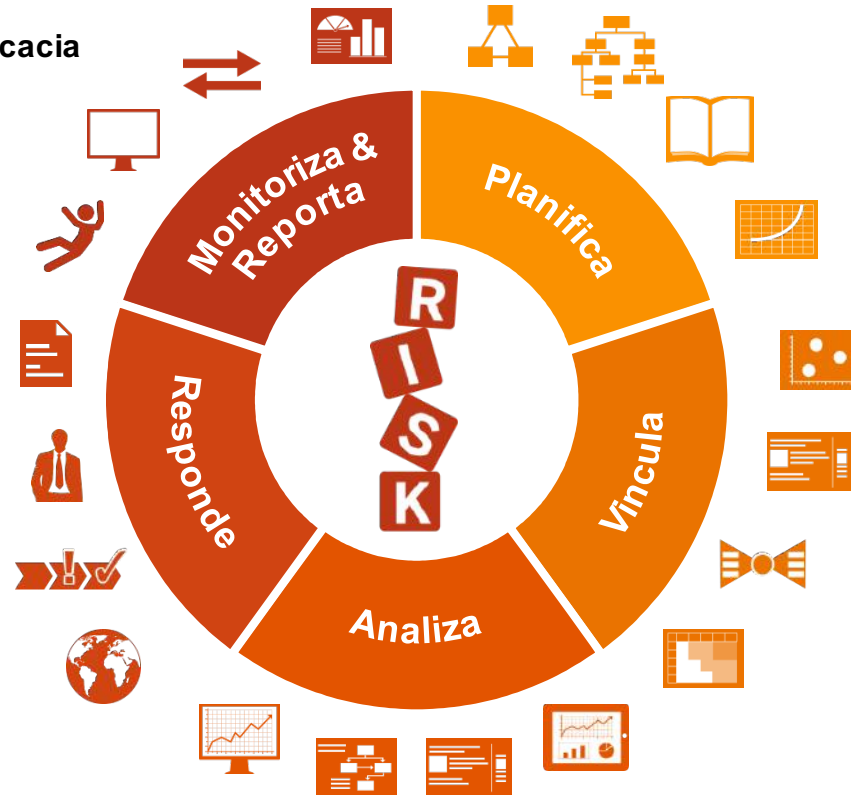 cacia
Monitoriza &
Reporta
Planifica
Vincula
Analiza
Responde
R
I
S
K